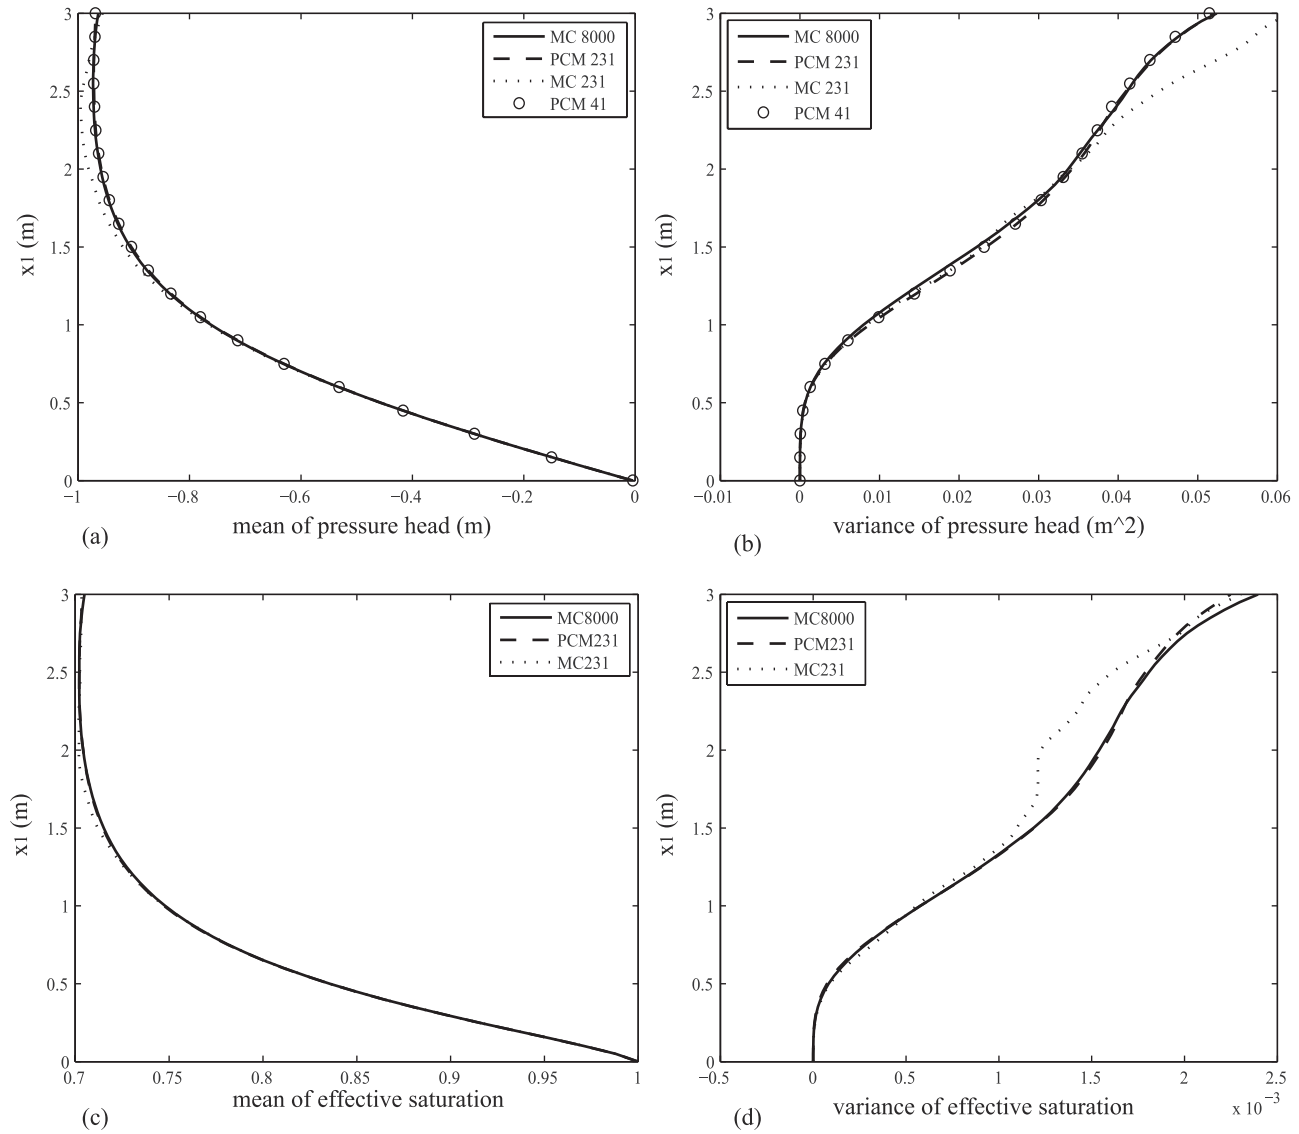 3
2.5
2
1.5
1
0.5
0
x1 (m)
MC 8000
PCM 231
MC 231
PCM 41
−1
−0.8
−0.6
−0.4
−0.2
0
mean of pressure head (m)
(a)
3
2.5
2
1.5
1
0.5
0
x1 (m)
MC 8000
PCM 231
MC 231
PCM 41
−0.01
0
0.01
0.02
0.03
0.04
0.05
0.06
variance of pressure head (m^2)
(b)
3
2.5
2
1.5
1
0.5
0
x1 (m)
MC8000
PCM231
MC231
0.7
0.75
0.8
0.85
0.9
0.95
1
mean of effective saturation
(c)
3
2.5
2
1.5
1
0.5
0
x1 (m)
MC8000
PCM231
MC231
−0.5
0
0.5
1
1.5
2
2.5
variance of effective saturation
x 10⁻³
(d)